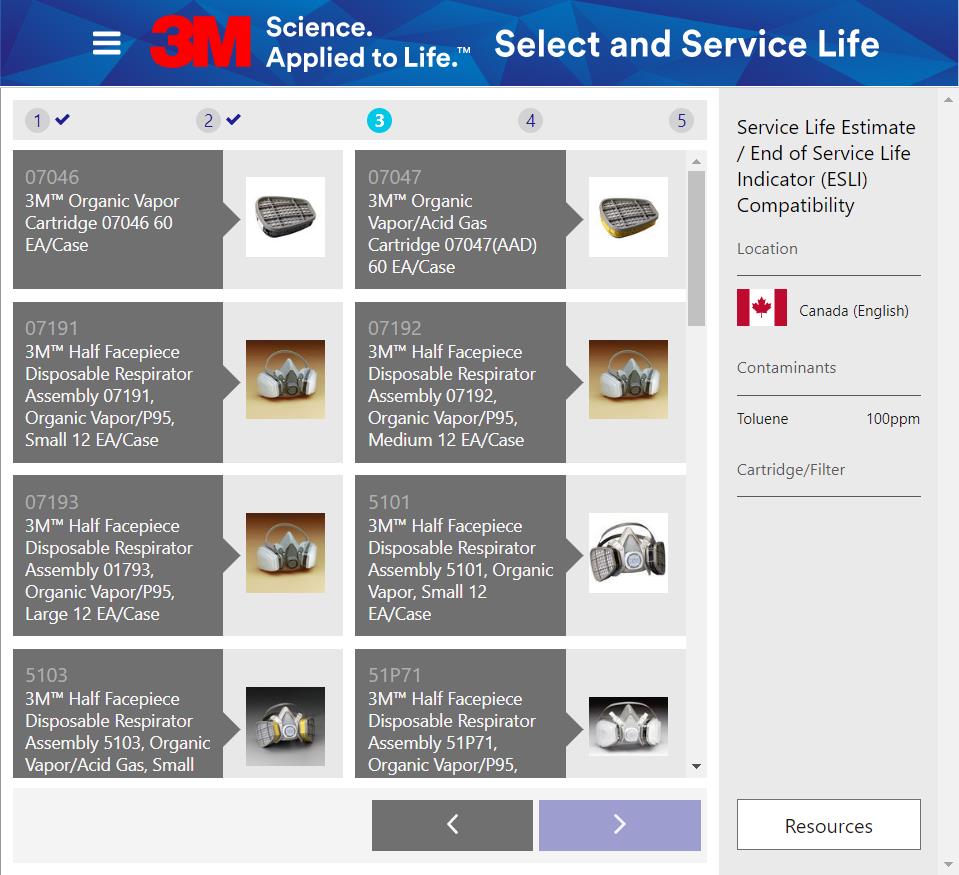 3M
Science.
Applied to Life.™
Select and Service Life
1
2
3
4
5
07046
3M™ Organic Vapor
Cartridge 07046 60
EA/Case
07047
3M™ Organic
Vapor/Acid Gas
Cartridge 07047(AAD)
60 EA/Case
07191
3M™ Half Facepiece
Disposable Respirator
Assembly 07191,
Organic Vapor/P95,
Small 12 EA/Case
07192
3M™ Half Facepiece
Disposable Respirator
Assembly 07192,
Organic Vapor/P95,
Medium 12 EA/Case
07193
3M™ Half Facepiece
Disposable Respirator
Assembly 01793,
Organic Vapor/P95,
Large 12 EA/Case
5101
3M™ Half Facepiece
Disposable Respirator
Assembly 5101, Organic
Vapor, Small 12
EA/Case
5103
3M™ Half Facepiece
Disposable Respirator
Assembly 5103, Organic
Vapor/Acid Gas, Small
51P71
3M™ Half Facepiece
Disposable Respirator
Assembly 51P71,
Organic Vapor/P95,
Service Life Estimate
/ End of Service Life
Indicator (ESLI)
Compatibility
Location
Canada (English)
Contaminants
Toluene 100ppm
Cartridge/Filter
Resources